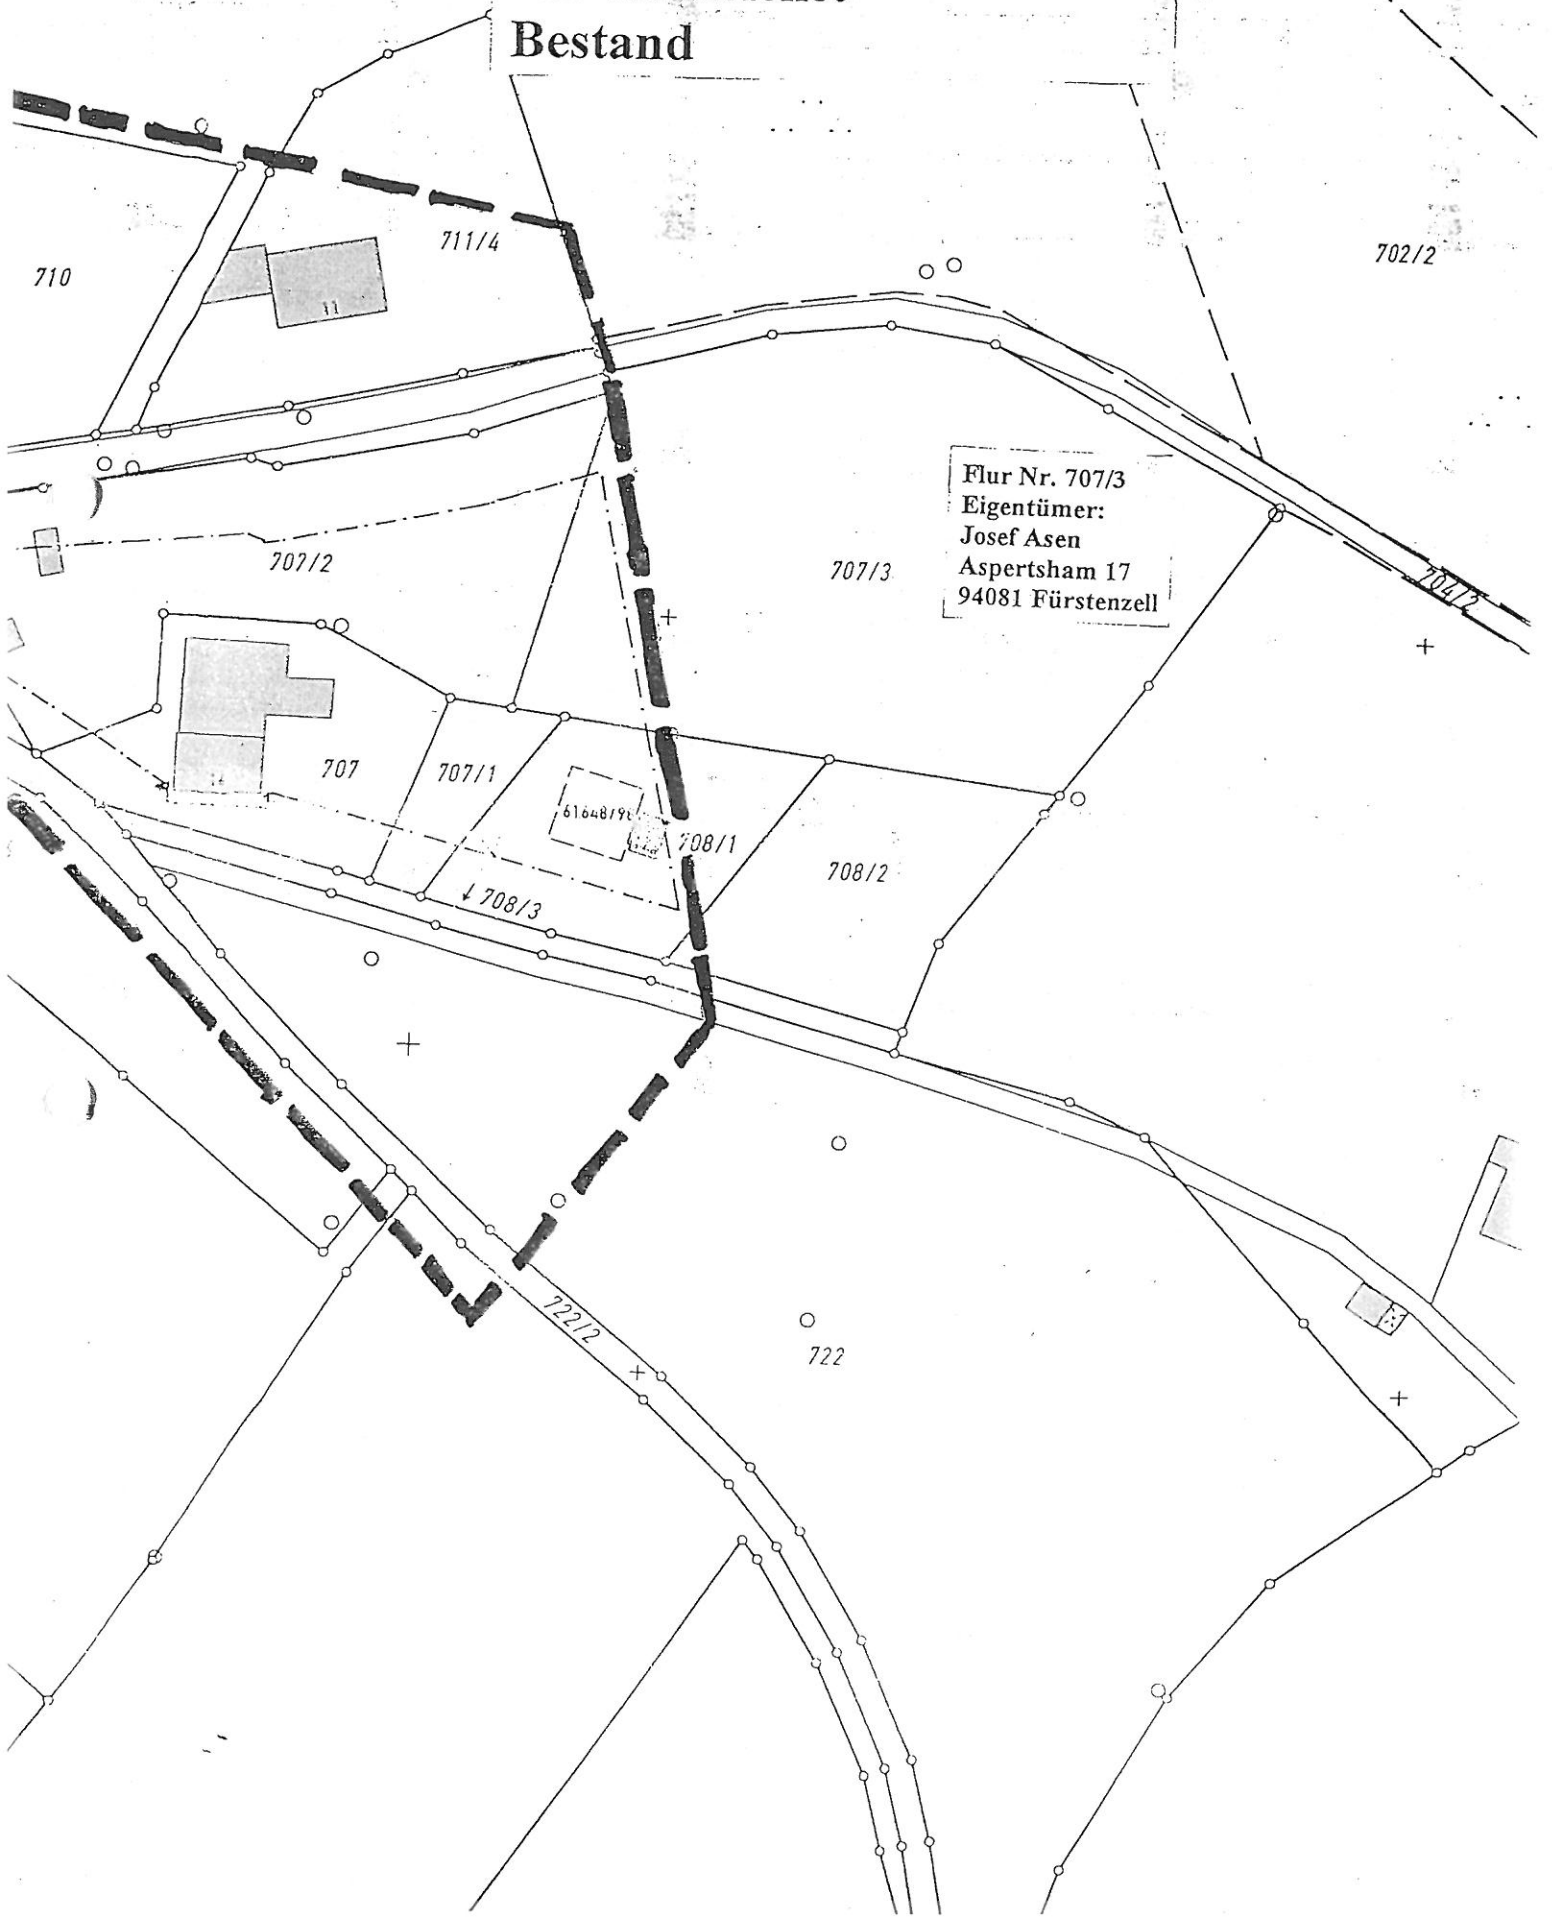 Bestand
711/4
710
702/2
11
Flur Nr. 707/3
Eigentümer:
Josef Asen
Aspertsham 17
94081 Fürstenzell
707/2
707/3
704/2
707
707/1
708/1
708/2
↓ 708/3
722/2
722